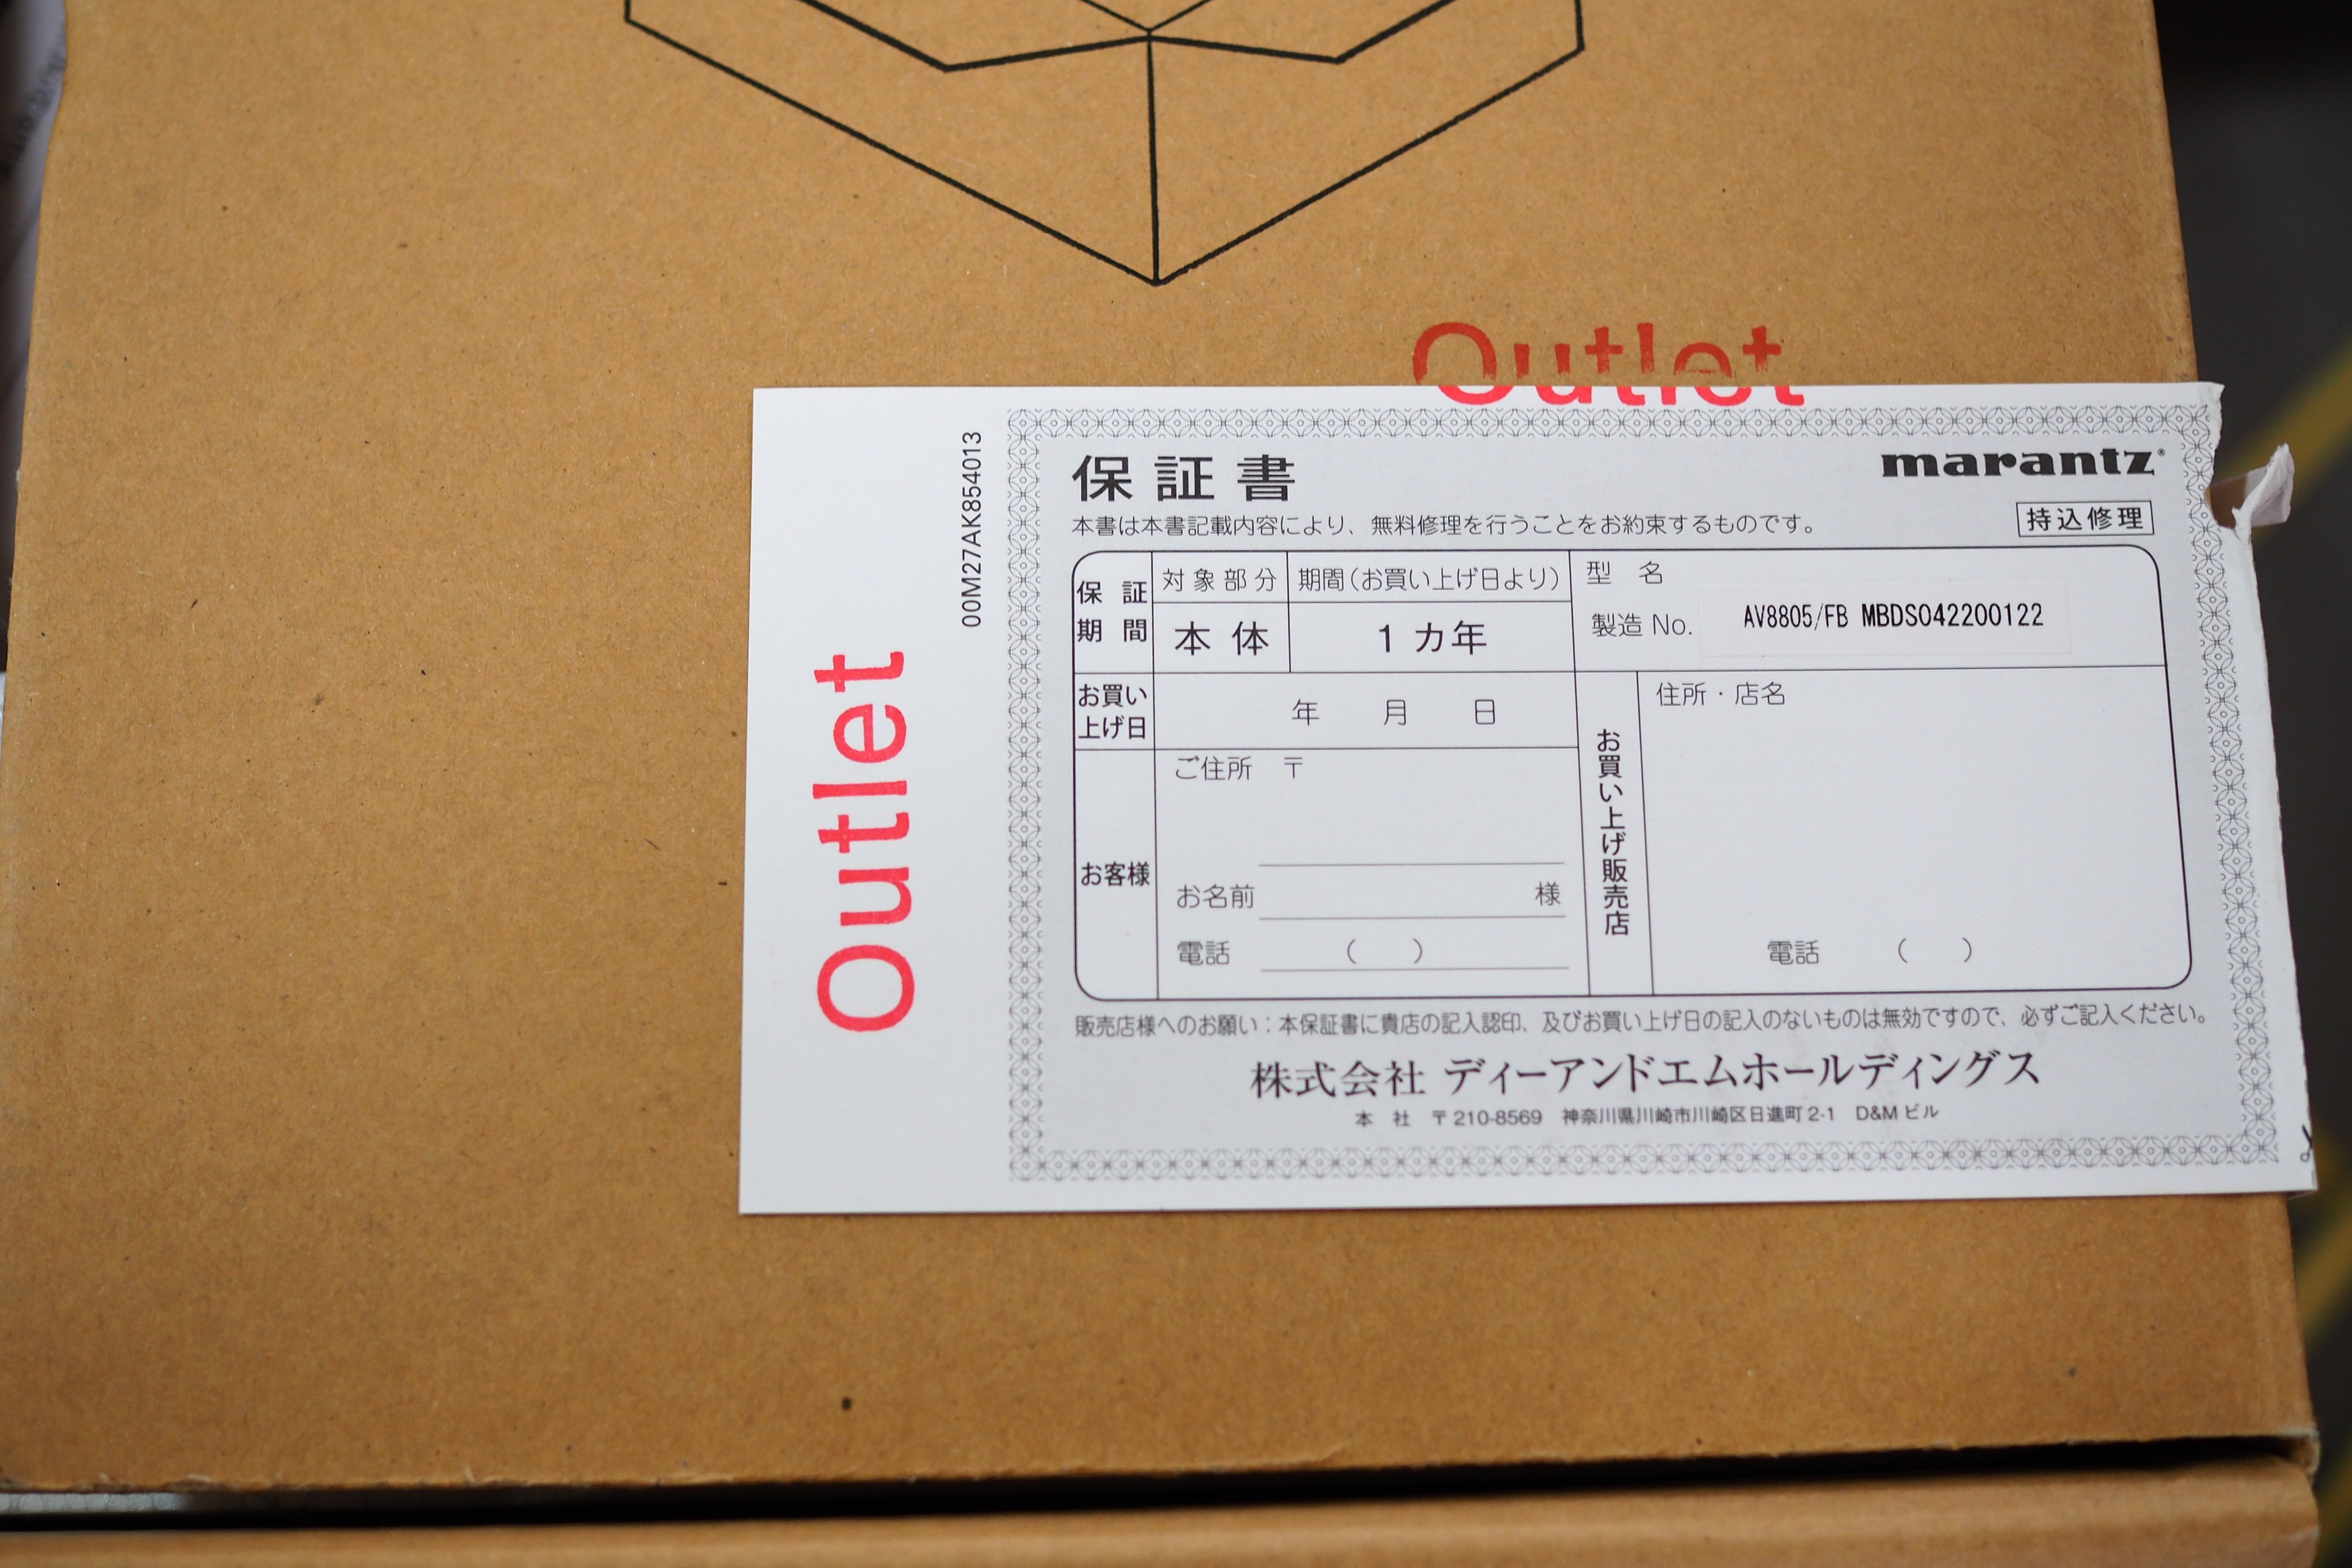 Outlet
Outlet
00M27AK854013
保証書
marantz
本書は本書記載内容により、無料修理を行うことをお約束するものです。
持込修理
保証期間
対象部分
期間(お買い上げ日より)
本体
1カ年
型名
製造No.
AV8805/FB MBDS042200122
お買い上げ日
年 月 日
お客様
ご住所 〒
お名前 様
電話 ( )
お買い上げ販売店
住所・店名
電話 ( )
販売店様へのお願い:本保証書に貴店の記入認印、及びお買い上げ日の記入のないものは無効ですので、必ずご記入ください。
株式会社 ディーアンドエムホールディングス
本社 〒210-8569 神奈川県川崎市川崎区日進町2-1 D&Mビル